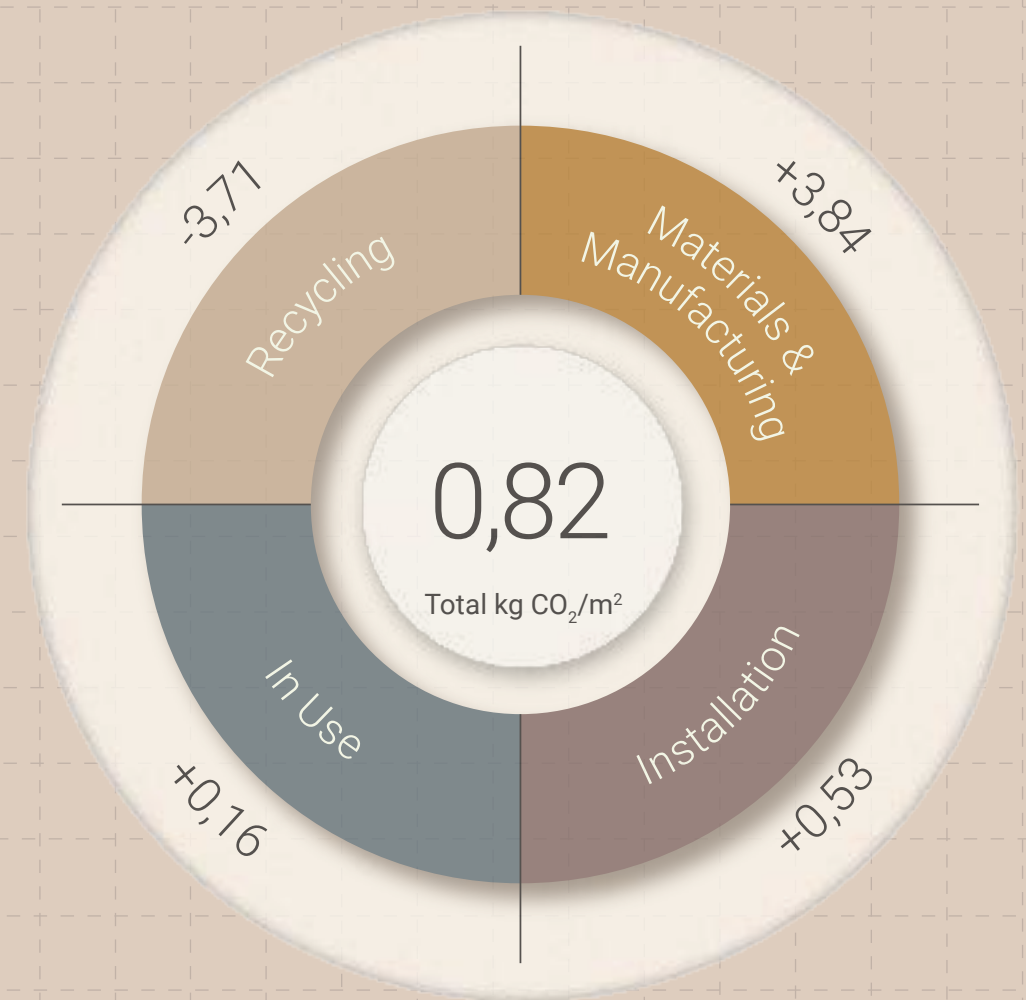 -3,71
+3,84
Recycling
Materials &
Manufacturing
0,82
Total kg CO₂/m²
In Use
Installation
+0,16
+0,53